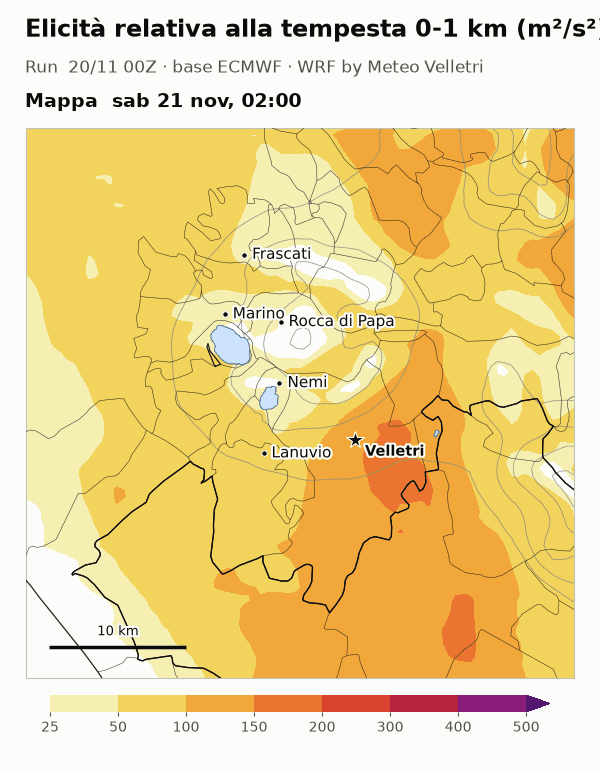 Elicità relativa alla tempesta 0-1 km (m²/s²)
Run  20/11 00Z · base ECMWF · WRF by Meteo Velletri
Mappa  sab 21 nov, 02:00
Frascati
Marino
Rocca di Papa
Nemi
Velletri
Lanuvio
10 km
25 50 100 150 200 300 400 500